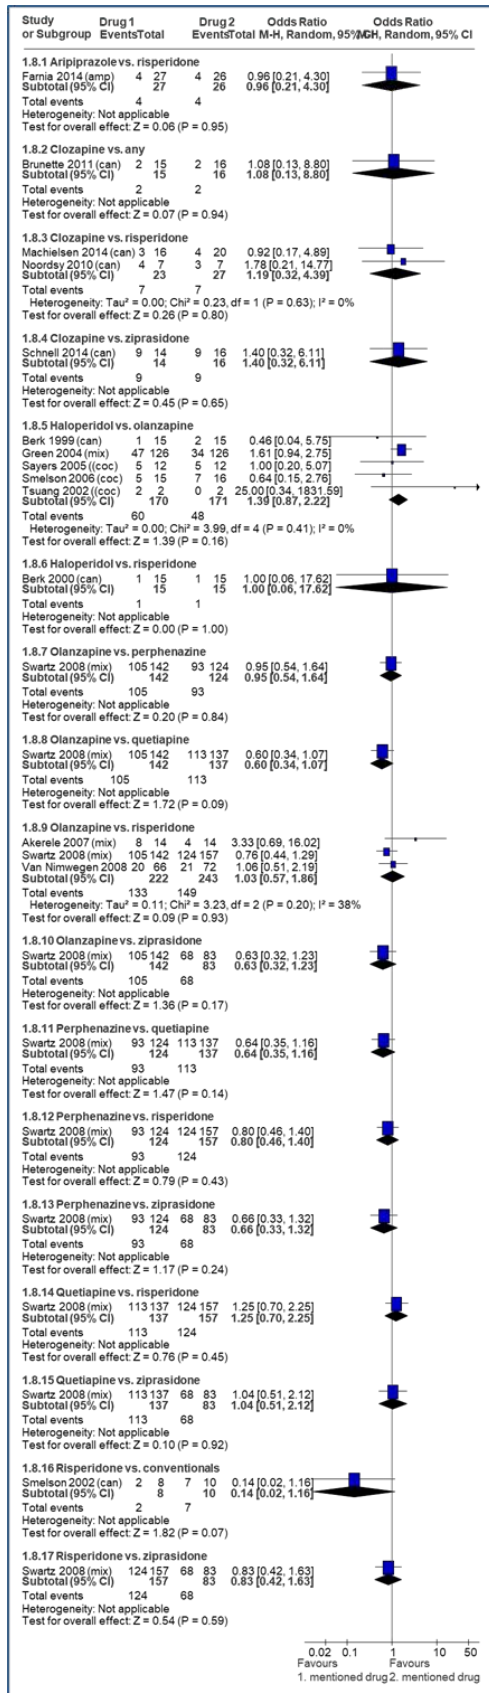 Study Drug 1 Drug 2 Odds Ratio Odds Ratio
or Subgroup Events Total Events Total M-H, Random, 95% CI M-H, Random, 95% CI
1.8.1 Aripiprazole vs. risperidone
Farnia 2014 (amp) 4 27 4 26 0.96 [0.21, 4.30]
Subtotal (95% CI) 27 26 0.96 [0.21, 4.30]
Total events 4 4
Heterogeneity: Not applicable
Test for overall effect: Z = 0.06 (P = 0.95)
1.8.2 Clozapine vs. any
Brunette 2011 (can) 2 15 2 16 1.08 [0.13, 8.80]
Subtotal (95% CI) 15 16 1.08 [0.13, 8.80]
Total events 2 2
Heterogeneity: Not applicable
Test for overall effect: Z = 0.07 (P = 0.94)
1.8.3 Clozapine vs. risperidone
Machielsen 2014 (can) 3 16 4 20 0.92 [0.17, 4.89]
Noordsy 2010 (can) 4 7 3 7 1.78 [0.21, 14.77]
Subtotal (95% CI) 23 27 1.19 [0.32, 4.39]
Total events 7 7
Heterogeneity: Tau² = 0.00; Chi² = 0.23, df = 1 (P = 0.63); I² = 0%
Test for overall effect: Z = 0.26 (P = 0.80)
1.8.4 Clozapine vs. ziprasidone
Schnell 2014 (can) 9 14 9 16 1.40 [0.32, 6.11]
Subtotal (95% CI) 14 16 1.40 [0.32, 6.11]
Total events 9 9
Heterogeneity: Not applicable
Test for overall effect: Z = 0.45 (P = 0.65)
1.8.5 Haloperidol vs. olanzapine
Berk 1999 (can) 1 15 2 15 0.46 [0.04, 5.75]
Green 2004 (mix) 47 126 34 126 1.61 [0.94, 2.75]
Sayers 2005 ((coc) 5 12 5 12 1.00 [0.20, 5.07]
Smelson 2006 (coc) 5 15 7 16 0.64 [0.15, 2.76]
Tsuang 2002 ((coc) 2 2 0 2 25.00 [0.34, 1831.59]
Subtotal (95% CI) 170 171 1.39 [0.87, 2.22]
Total events 60 48
Heterogeneity: Tau² = 0.00; Chi² = 3.99, df = 4 (P = 0.41); I² = 0%
Test for overall effect: Z = 1.39 (P = 0.16)
1.8.6 Haloperidol vs. risperidone
Berk 2000 (can) 1 15 1 15 1.00 [0.06, 17.62]
Subtotal (95% CI) 15 15 1.00 [0.06, 17.62]
Total events 1 1
Heterogeneity: Not applicable
Test for overall effect: Z = 0.00 (P = 1.00)
1.8.7 Olanzapine vs. perphenazine
Swartz 2008 (mix) 105 142 93 124 0.95 [0.54, 1.64]
Subtotal (95% CI) 142 124 0.95 [0.54, 1.64]
Total events 105 93
Heterogeneity: Not applicable
Test for overall effect: Z = 0.20 (P = 0.84)
1.8.8 Olanzapine vs. quetiapine
Swartz 2008 (mix) 105 142 113 137 0.60 [0.34, 1.07]
Subtotal (95% CI) 142 137 0.60 [0.34, 1.07]
Total events 105 113
Heterogeneity: Not applicable
Test for overall effect: Z = 1.72 (P = 0.09)
1.8.9 Olanzapine vs. risperidone
Akerele 2007 (mix) 8 14 4 14 3.33 [0.69, 16.02]
Swartz 2008 (mix) 105 142 124 157 0.76 [0.44, 1.29]
Van Nimwegen 2008 20 66 21 72 1.06 [0.51, 2.19]
Subtotal (95% CI) 222 243 1.03 [0.57, 1.86]
Total events 133 149
Heterogeneity: Tau² = 0.11; Chi² = 3.23, df = 2 (P = 0.20); I² = 38%
Test for overall effect: Z = 0.09 (P = 0.93)
1.8.10 Olanzapine vs. ziprasidone
Swartz 2008 (mix) 105 142 68 83 0.63 [0.32, 1.23]
Subtotal (95% CI) 142 83 0.63 [0.32, 1.23]
Total events 105 68
Heterogeneity: Not applicable
Test for overall effect: Z = 1.36 (P = 0.17)
1.8.11 Perphenazine vs. quetiapine
Swartz 2008 (mix) 93 124 113 137 0.64 [0.35, 1.16]
Subtotal (95% CI) 124 137 0.64 [0.35, 1.16]
Total events 93 113
Heterogeneity: Not applicable
Test for overall effect: Z = 1.47 (P = 0.14)
1.8.12 Perphenazine vs. risperidone
Swartz 2008 (mix) 93 124 124 157 0.80 [0.46, 1.40]
Subtotal (95% CI) 124 157 0.80 [0.46, 1.40]
Total events 93 124
Heterogeneity: Not applicable
Test for overall effect: Z = 0.79 (P = 0.43)
1.8.13 Perphenazine vs. ziprasidone
Swartz 2008 (mix) 93 124 68 83 0.66 [0.33, 1.32]
Subtotal (95% CI) 124 83 0.66 [0.33, 1.32]
Total events 93 68
Heterogeneity: Not applicable
Test for overall effect: Z = 1.17 (P = 0.24)
1.8.14 Quetiapine vs. risperidone
Swartz 2008 (mix) 113 137 124 157 1.25 [0.70, 2.25]
Subtotal (95% CI) 137 157 1.25 [0.70, 2.25]
Total events 113 124
Heterogeneity: Not applicable
Test for overall effect: Z = 0.76 (P = 0.45)
1.8.15 Quetiapine vs. ziprasidone
Swartz 2008 (mix) 113 137 68 83 1.04 [0.51, 2.12]
Subtotal (95% CI) 137 83 1.04 [0.51, 2.12]
Total events 113 68
Heterogeneity: Not applicable
Test for overall effect: Z = 0.10 (P = 0.92)
1.8.16 Risperidone vs. conventionals
Smelson 2002 (can) 2 8 7 10 0.14 [0.02, 1.16]
Subtotal (95% CI) 8 10 0.14 [0.02, 1.16]
Total events 2 7
Heterogeneity: Not applicable
Test for overall effect: Z = 1.82 (P = 0.07)
1.8.17 Risperidone vs. ziprasidone
Swartz 2008 (mix) 124 157 68 83 0.83 [0.42, 1.63]
Subtotal (95% CI) 157 83 0.83 [0.42, 1.63]
Total events 124 68
Heterogeneity: Not applicable
Test for overall effect: Z = 0.54 (P = 0.59)
0.02 0.1 1 10 50
Favours Favours
1. mentioned drug 2. mentioned drug